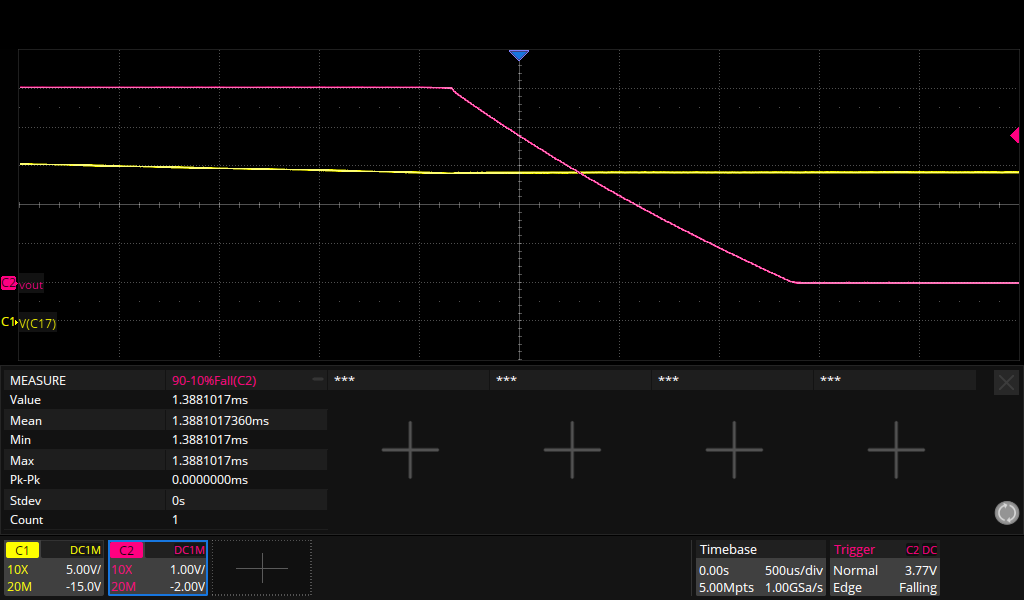 C2 vout
C1 V(C17)
MEASURE 90-10%Fall(C2) *** *** *** ***
Value 1.3881017ms
Mean 1.3881017360ms
Min 1.3881017ms
Max 1.3881017ms
Pk-Pk 0.0000000ms
Stdev 0s
Count 1
C1 DC1M C2 DC1M Timebase Trigger C2 DC
10X 5.00V/ 10X 1.00V/ 0.00s 500us/div Normal 3.77V
20M -15.0V 20M -2.00V 5.00Mpts 1.00GSa/s Edge Falling